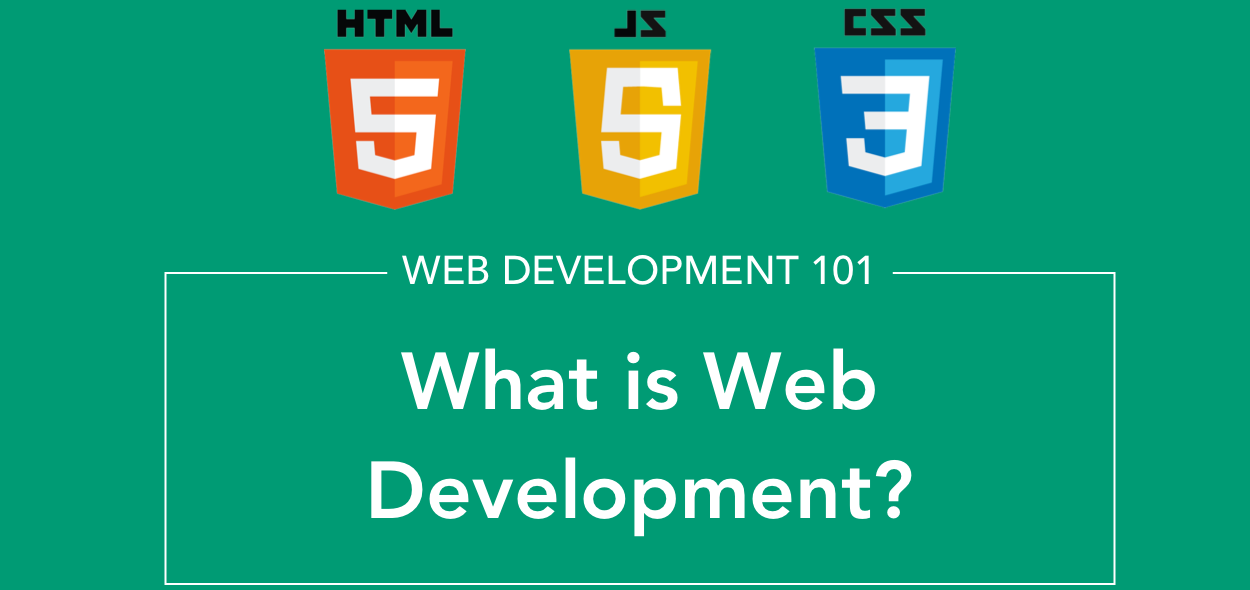 HTML JS CSS
5 5 3
WEB DEVELOPMENT 101
What is Web
Development?